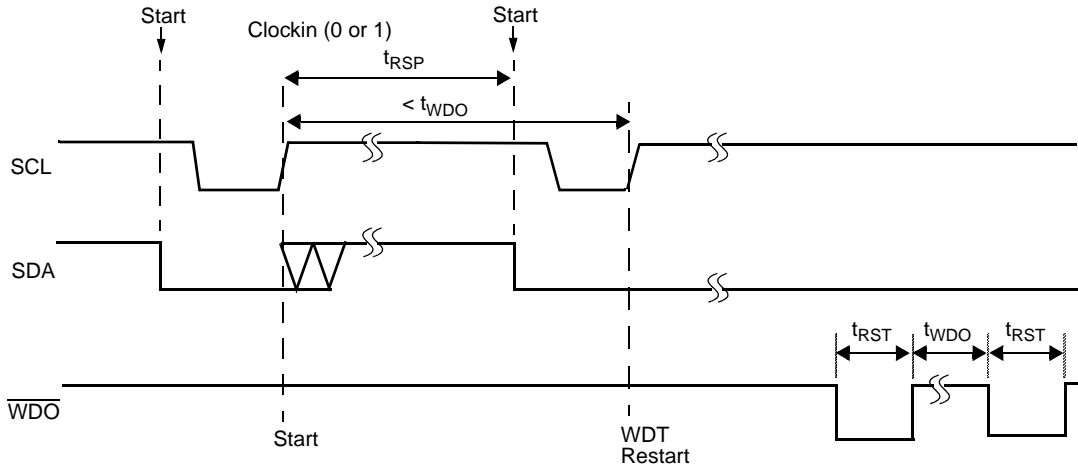 Start
Start
Clockin (0 or 1)
tRSP
< tWDO
SCL
SDA
tRST
tWDO
tRST
WDO
Start
WDT
Restart